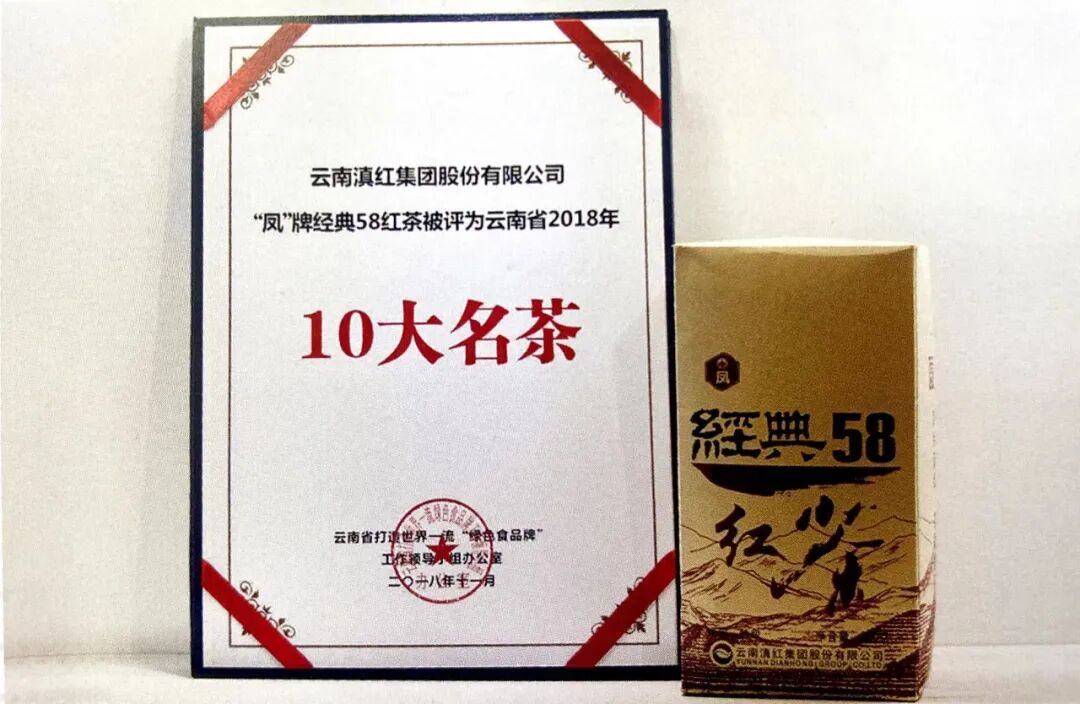 云南滇红集团股份有限公司
“凤”牌经典58红茶被评为云南省2018年
10大名茶
云南省打造世界一流“绿色食品牌”
工作领导小组办公室
二〇一八年十一月
凤
經典58
红茶
净含量
云南滇红集团股份有限公司
YUNNAN DIANHONG GROUP CO.,LTD